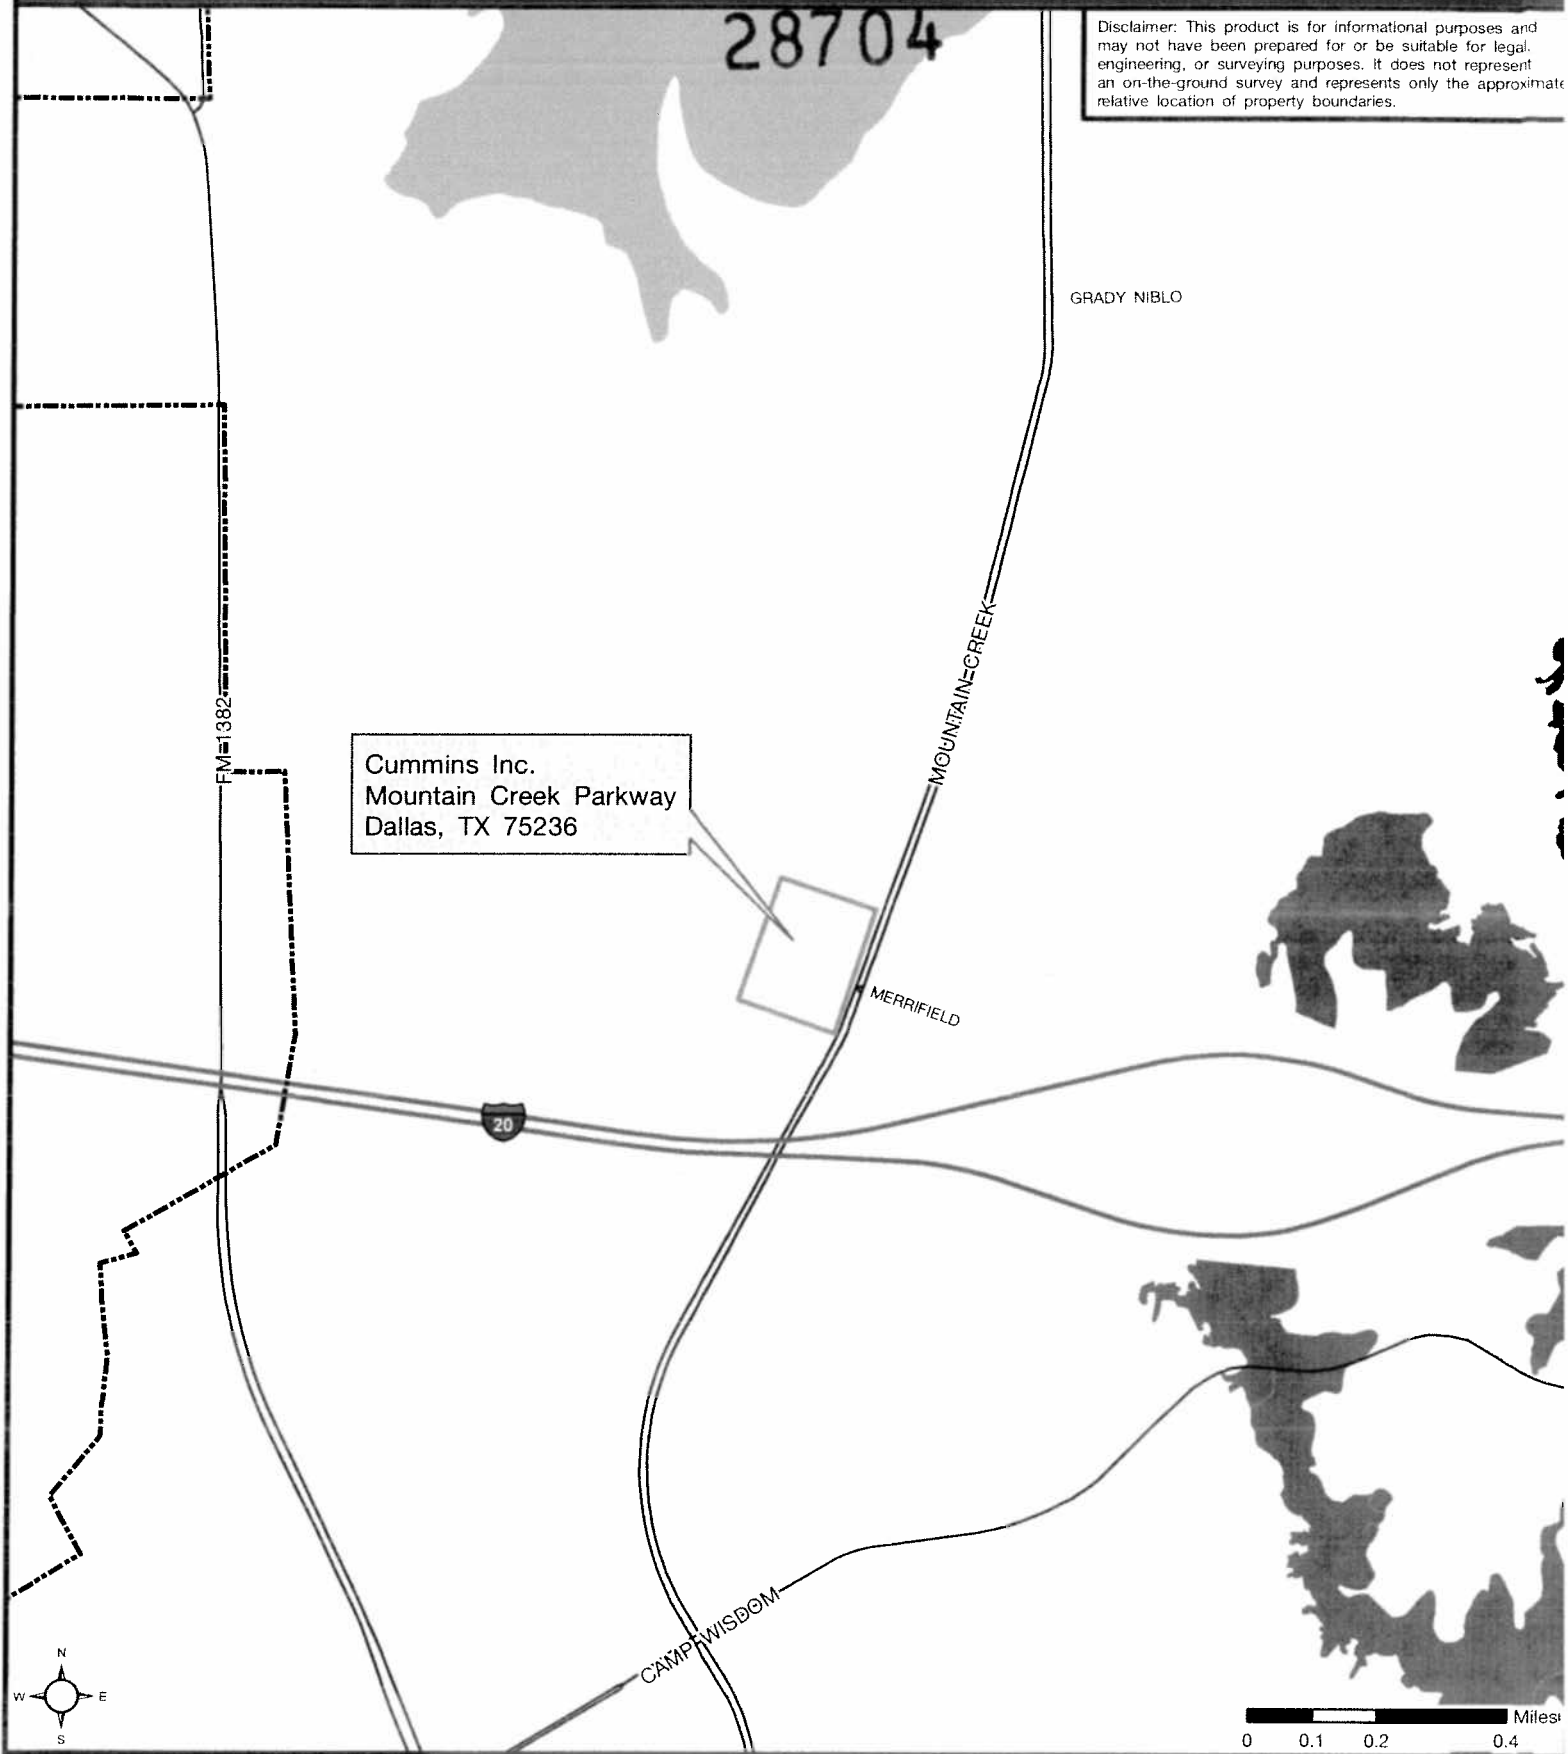 28704
Disclaimer: This product is for informational purposes and
may not have been prepared for or be suitable for legal,
engineering, or surveying purposes. It does not represent
an on-the-ground survey and represents only the approximate
relative location of property boundaries.
GRADY NIBLO
MOUNTAIN CREEK
FM 1382
Cummins Inc.
Mountain Creek Parkway
Dallas, TX 75236
MERRIFIELD
20
CAMP WISDOM
N
W E
S
Miles
0 0.1 0.2 0.4